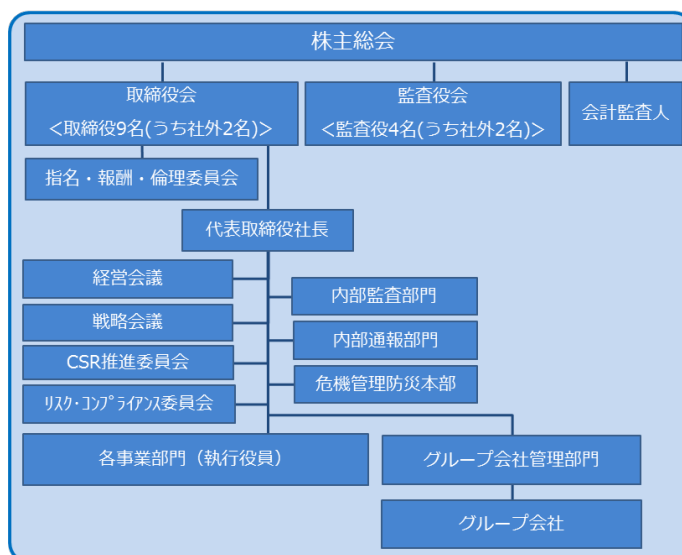 株主総会
取締役会
<取締役9名(うち社外2名)>
監査役会
<監査役4名(うち社外2名)>
会計監査人
指名・報酬・倫理委員会
代表取締役社長
経営会議
内部監査部門
戦略会議
内部通報部門
CSR推進委員会
危機管理防災本部
ﾘｽｸ・ｺﾝﾌﾟﾗｲｱﾝｽ委員会
各事業部門（執行役員）
グループ会社管理部門
グループ会社